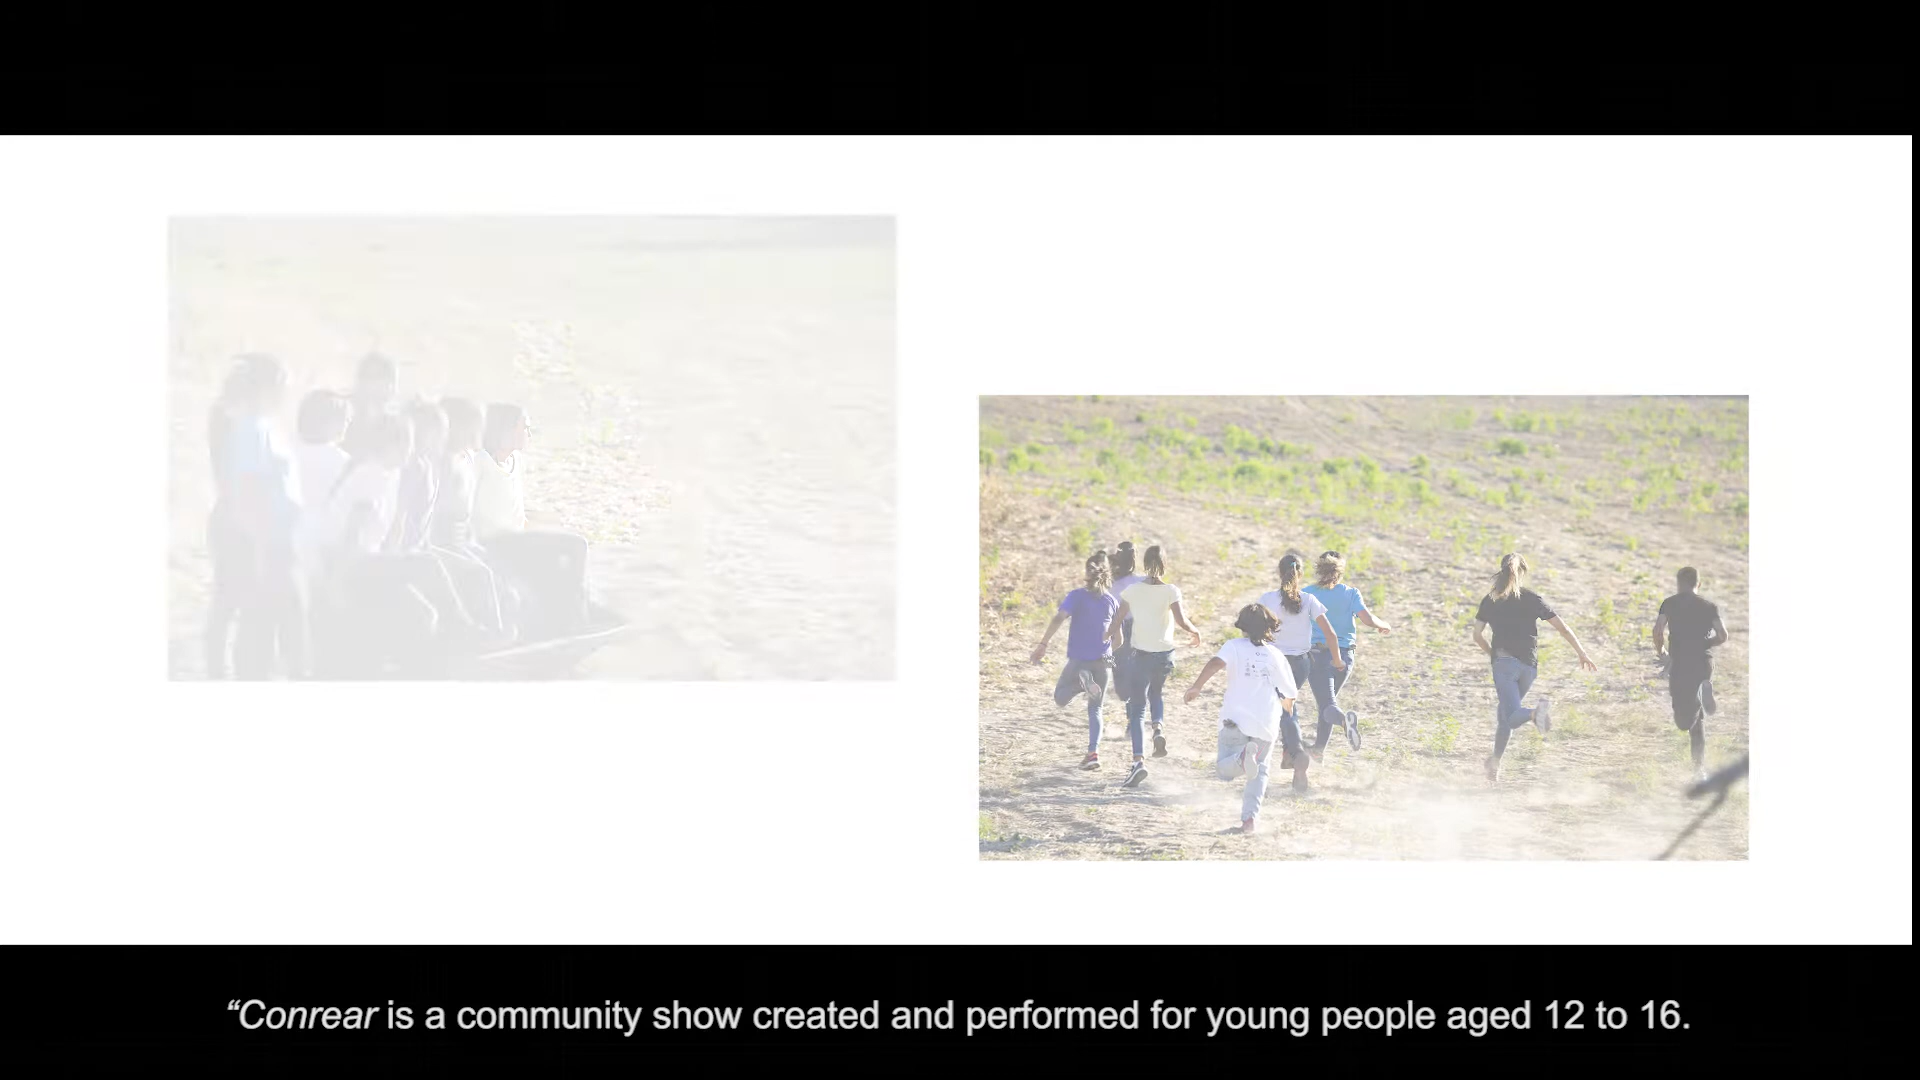 “Conrear is a community show created and performed for young people aged 12 to 16.